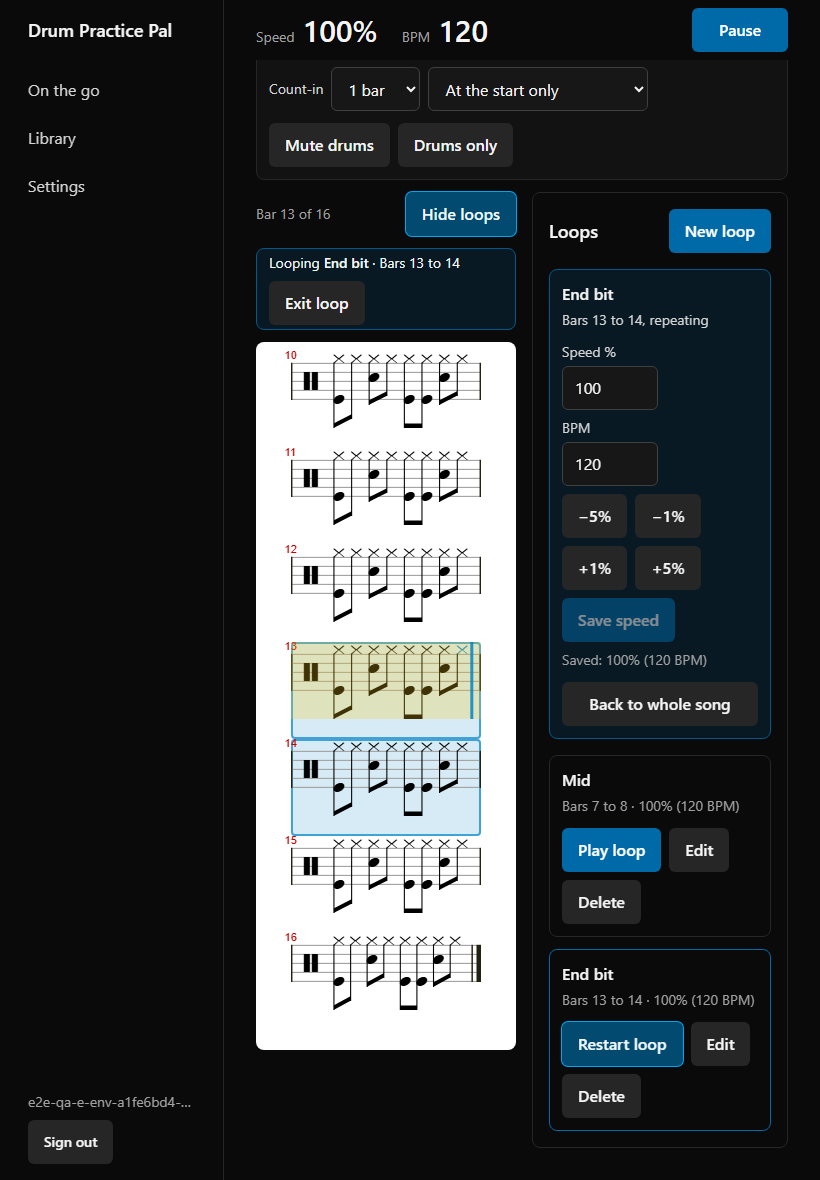 Drum Practice Pal
On the go
Library
Settings
e2e-qa-e-env-a1fe6bd4-...
Sign out
Speed 100% BPM 120
Pause
Count-in 1 bar At the start only
Mute drums Drums only
Bar 13 of 16
Hide loops
Looping End bit · Bars 13 to 14
Exit loop
10
11
12
13
14
15
16
Loops
New loop
End bit
Bars 13 to 14, repeating
Speed %
100
BPM
120
−5% −1%
+1% +5%
Save speed
Saved: 100% (120 BPM)
Back to whole song
Mid
Bars 7 to 8 · 100% (120 BPM)
Play loop Edit
Delete
End bit
Bars 13 to 14 · 100% (120 BPM)
Restart loop Edit
Delete